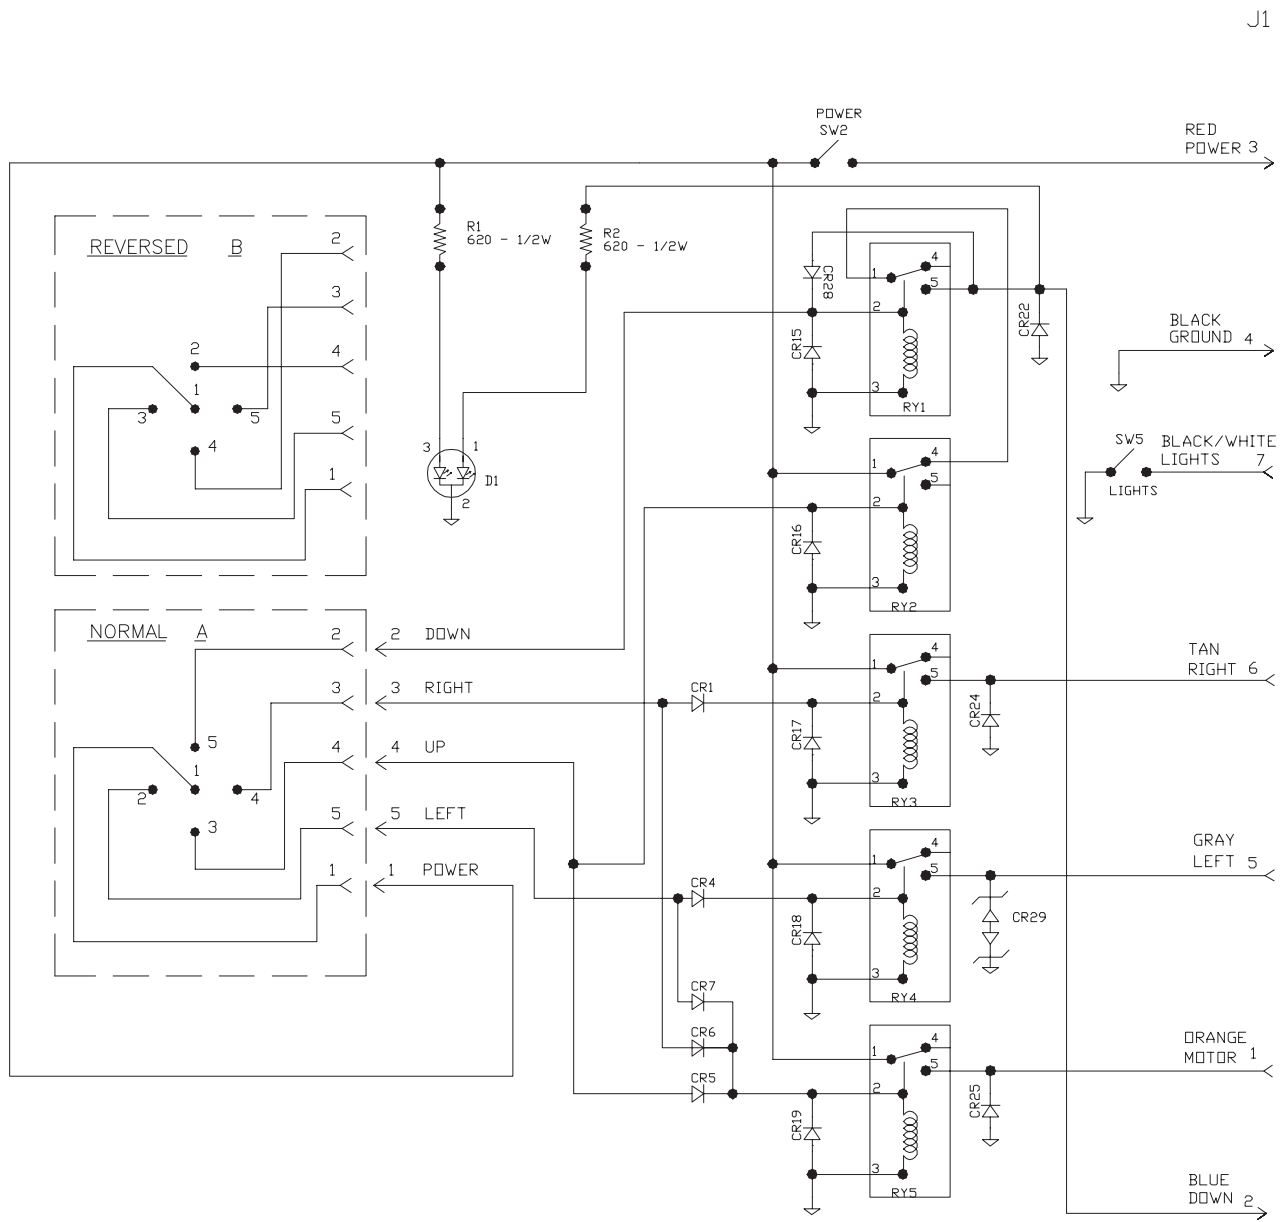 J1
POWER
SW2
RED
POWER 3
REVERSED B
2
3
4
5
1
2
1
3
5
4
R1
620 - 1/2W
R2
620 - 1/2W
3
1
2
D1
CR28
CR15
1
4
5
2
3
RY1
CR22
BLACK
GROUND 4
SW5
LIGHTS
BLACK/WHITE
LIGHTS 7
CR16
1
4
5
2
3
RY2
NORMAL A
2
3
4
5
1
5
1
2
4
3
2 DOWN
3 RIGHT
4 UP
5 LEFT
1 POWER
CR1
CR17
1
4
5
2
3
RY3
CR24
TAN
RIGHT 6
CR4
CR18
1
4
5
2
3
RY4
CR29
GRAY
LEFT 5
CR7
CR6
CR5
CR19
1
4
5
2
3
RY5
CR25
ORANGE
MOTOR 1
BLUE
DOWN 2